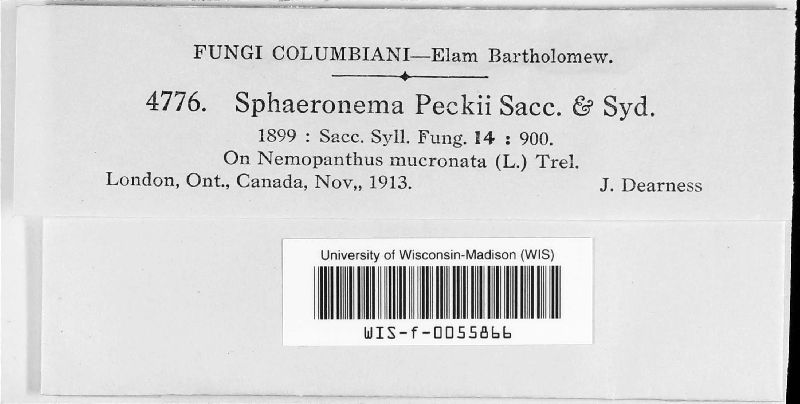 FUNGI COLUMBIANI—Elam Bartholomew.
4776. Sphaeronema Peckii Sacc. & Syd.
1899 : Sacc. Syll. Fung. 14 : 900.
On Nemopanthus mucronata (L.) Trel.
London, Ont., Canada, Nov,, 1913. J. Dearness
University of Wisconsin-Madison (WIS)
WIS-f-0055866